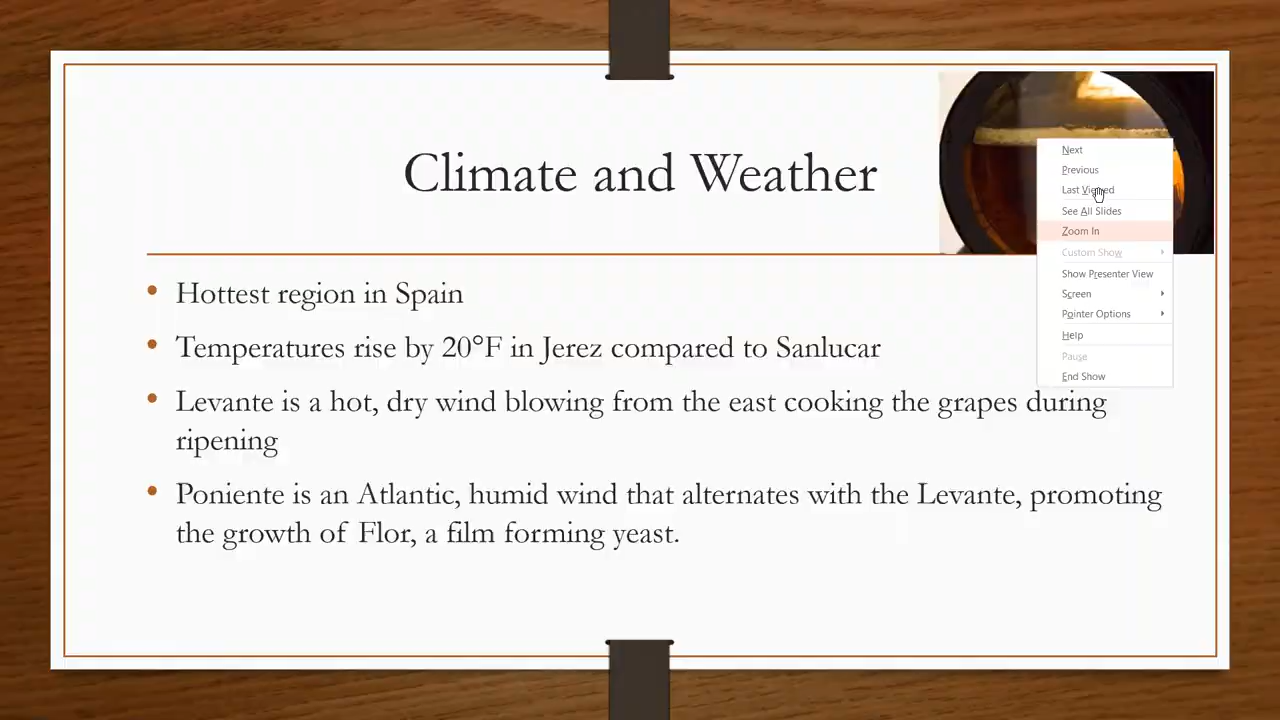 Climate and Weather
Next
Previous
Last Viewed
See All Slides
Zoom In
Custom Show
Show Presenter View
Screen
Pointer Options
Help
Pause
End Show
• Hottest region in Spain
• Temperatures rise by 20°F in Jerez compared to Sanlucar
• Levante is a hot, dry wind blowing from the east cooking the grapes during
ripening
• Poniente is an Atlantic, humid wind that alternates with the Levante, promoting
the growth of Flor, a film forming yeast.